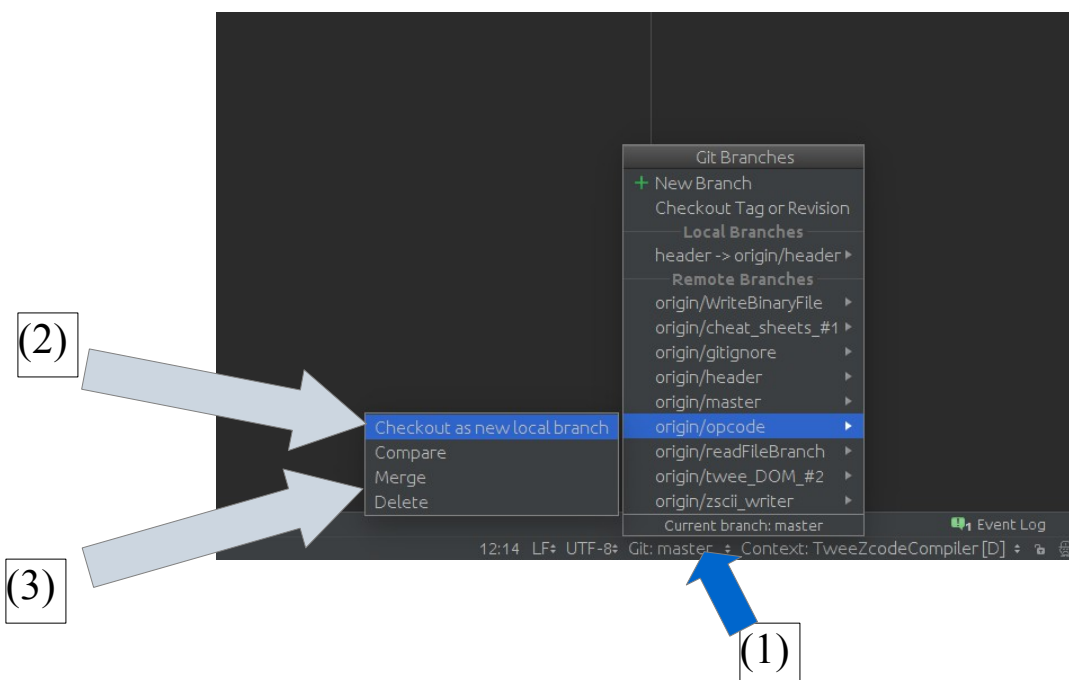 Git Branches
+ New Branch
Checkout Tag or Revision
Local Branches
header -> origin/header
Remote Branches
origin/WriteBinaryFile
origin/cheat_sheets_#1
origin/gitignore
origin/header
origin/master
origin/opcode
origin/readFileBranch
origin/twee_DOM_#2
origin/zscii_writer
Current branch: master
(2)
Checkout as new local branch
Compare
Merge
Delete
1 Event Log
12:14 LF UTF-8 Git: master Context: TweeZcodeCompiler [D]
(3)
(1)